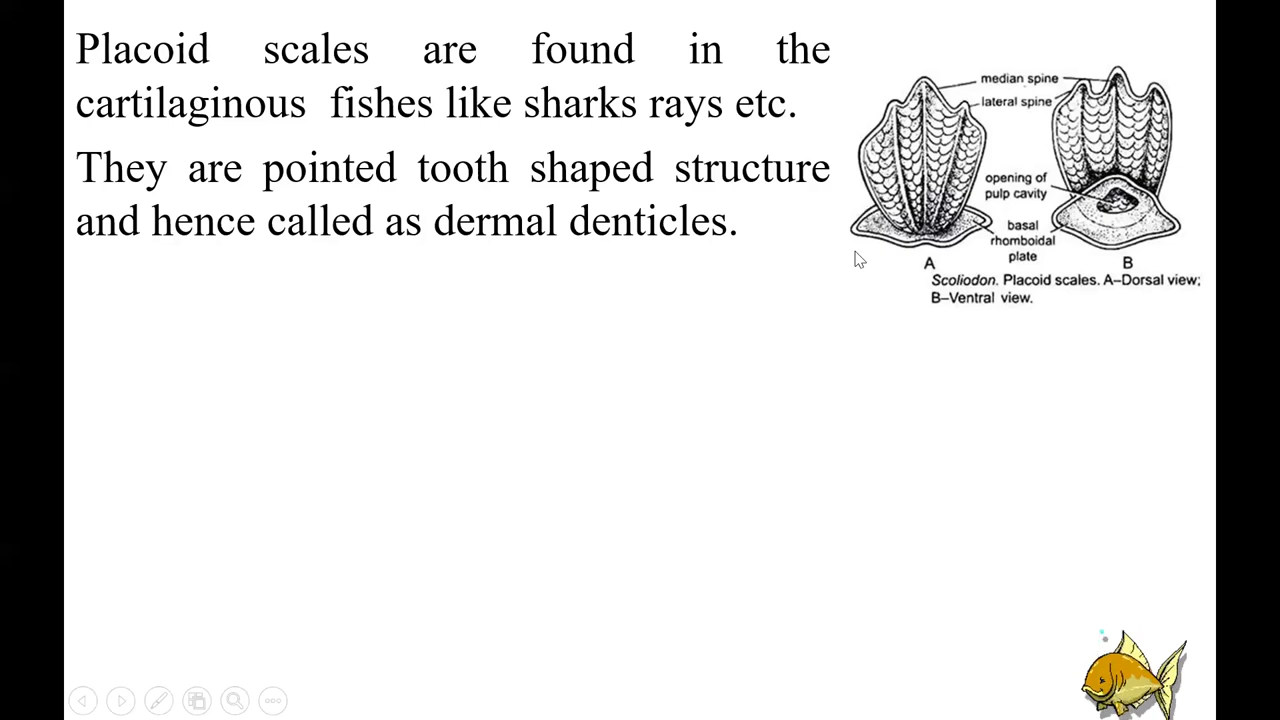 Placoid scales are found in the
cartilaginous fishes like sharks rays etc.
They are pointed tooth shaped structure
and hence called as dermal denticles.
median spine
lateral spine
opening of
pulp cavity
basal
rhomboidal
plate
A
B
Scoliodon. Placoid scales. A–Dorsal view;
B–Ventral view.